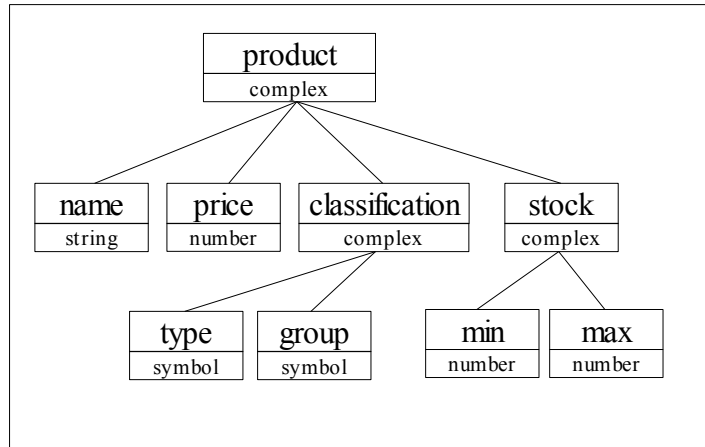 product
complex
name price classification stock
string number complex complex
type group min max
symbol symbol number number